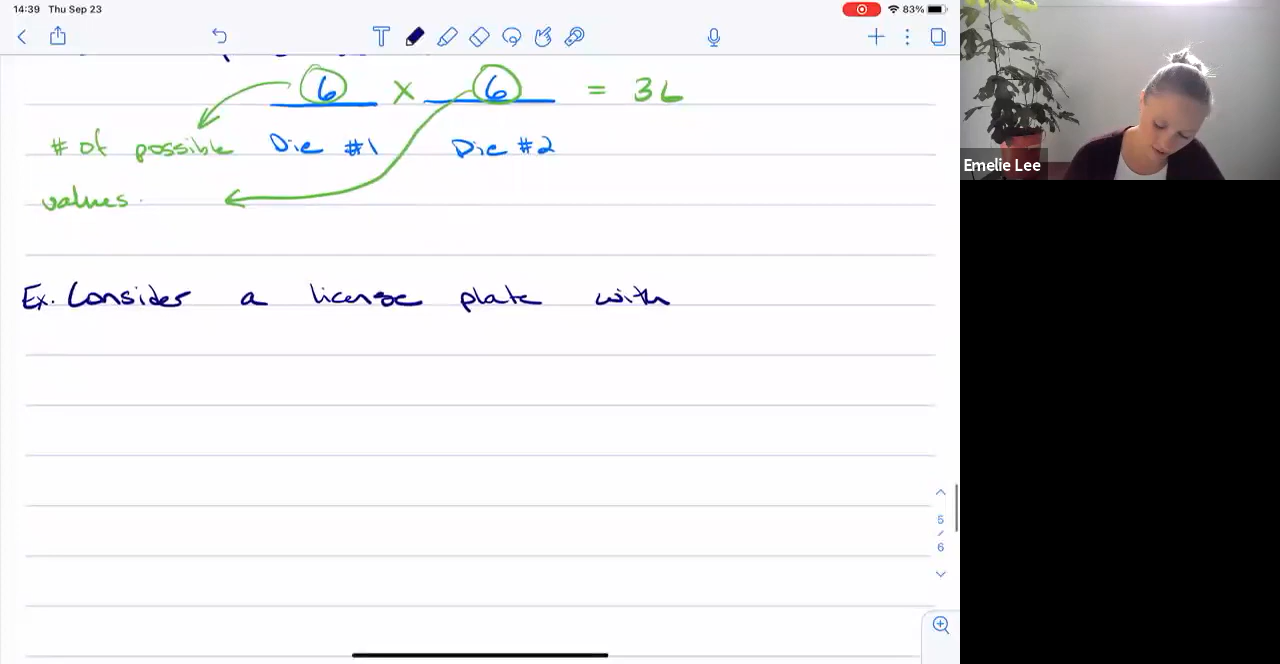 14:39 Thu Sep 23
83%
6 x 6 = 36
# of possible Die #1 Die #2
values.
Ex. Consider a license plate with
5
/
6
Emelie Lee